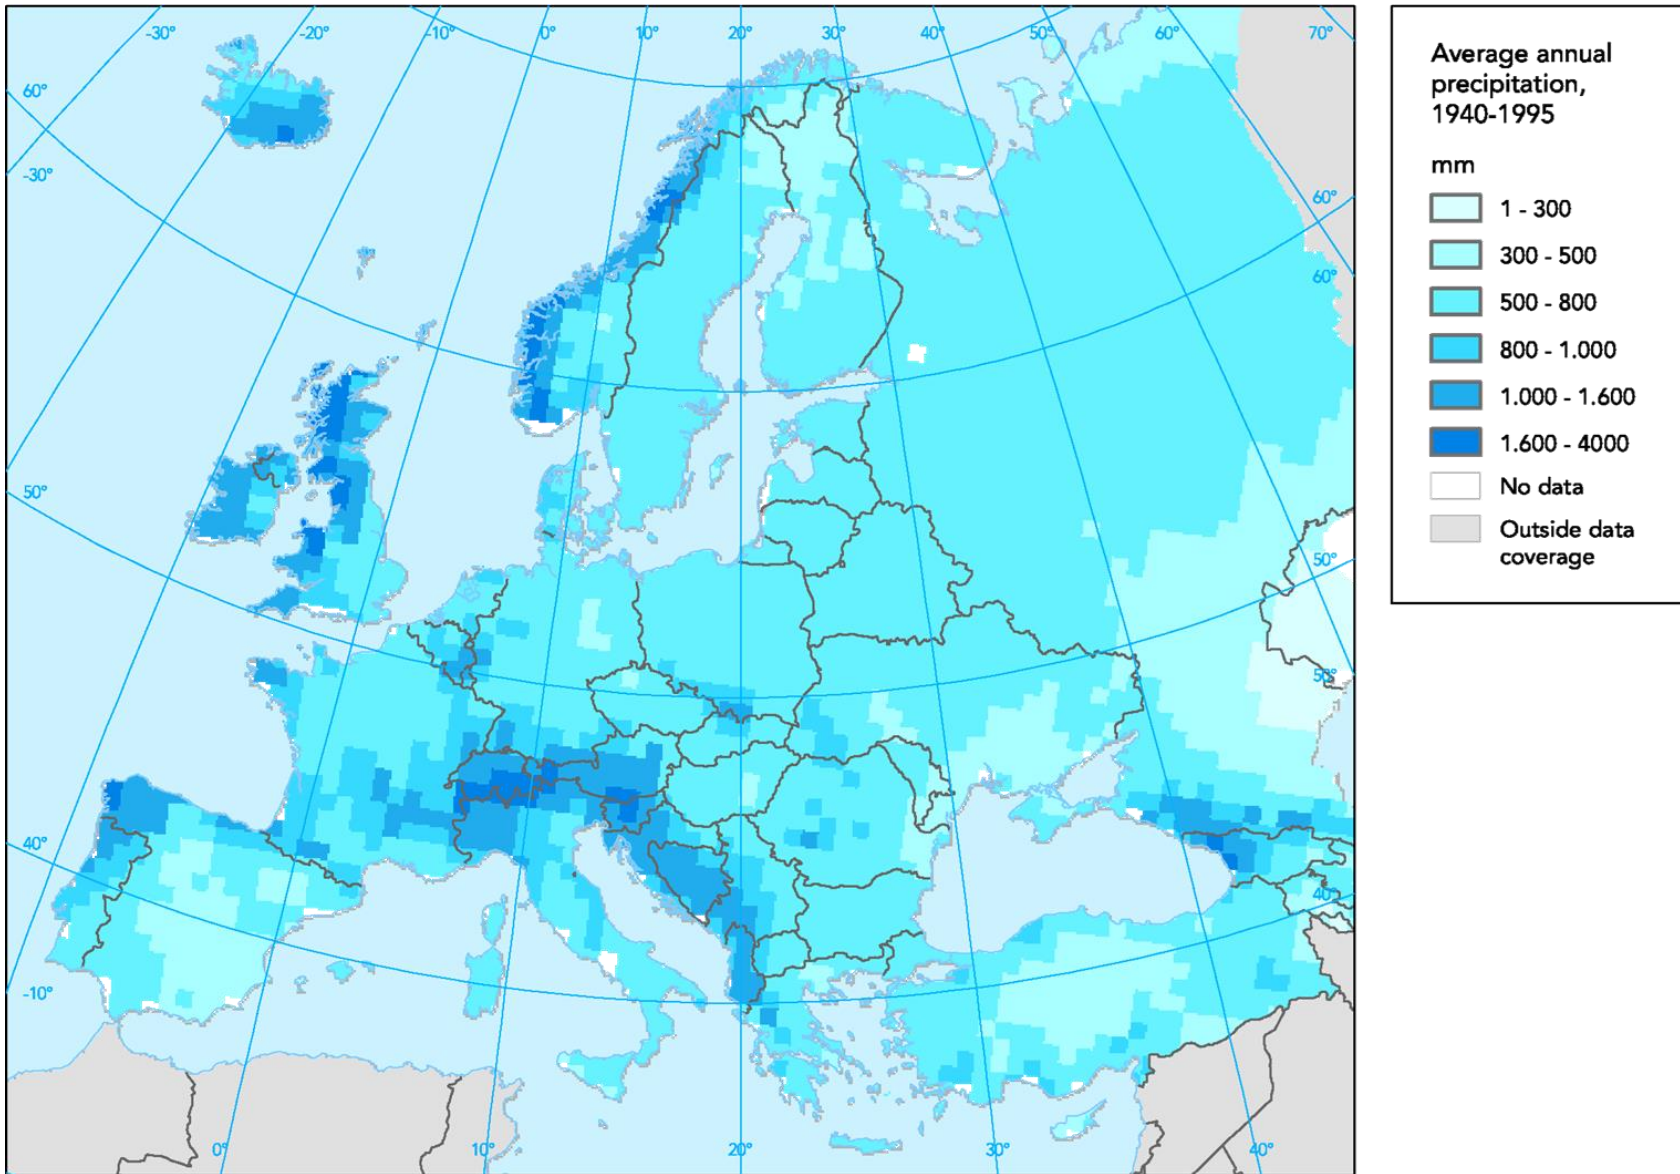 -30°
-20°
-10°
0°
10°
20°
30°
40°
50°
60°
70°
60°
-30°
50°
40°
-10°
60°
60°
50°
50°
40°
0°
10°
20°
30°
40°
Average annual
precipitation,
1940-1995
mm
1 - 300
300 - 500
500 - 800
800 - 1.000
1.000 - 1.600
1.600 - 4000
No data
Outside data
coverage